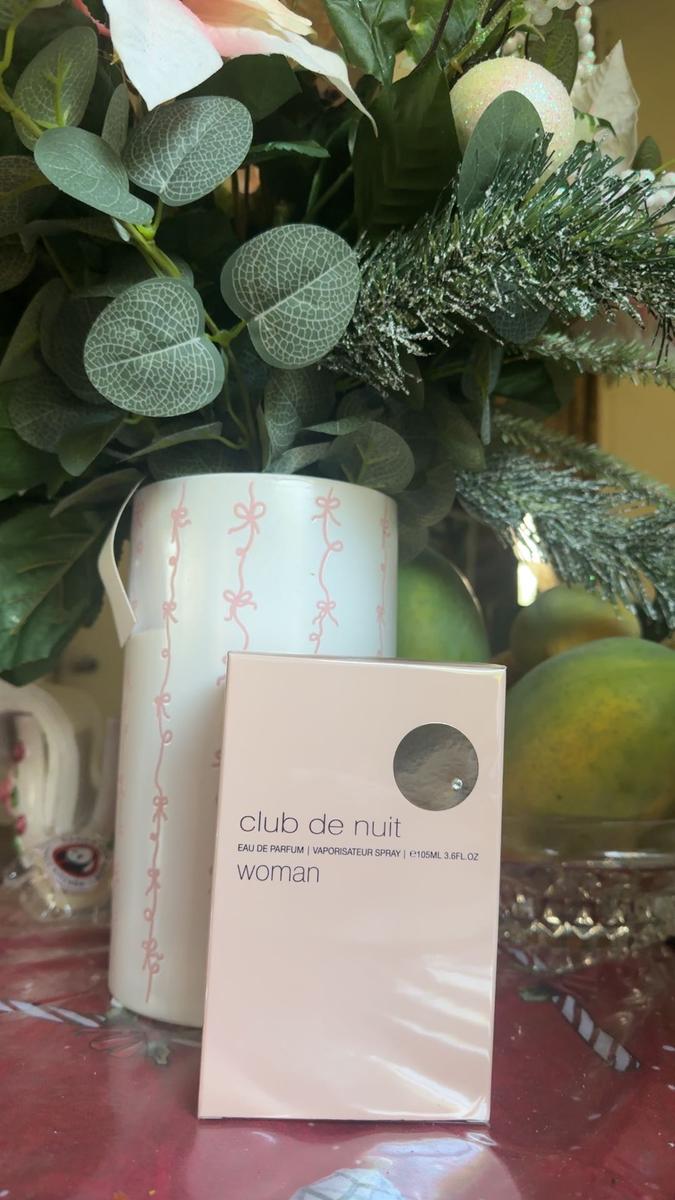 club de nuit
EAU DE PARFUM | VAPORISATEUR SPRAY | ℮105ML 3.6FL.OZ
woman